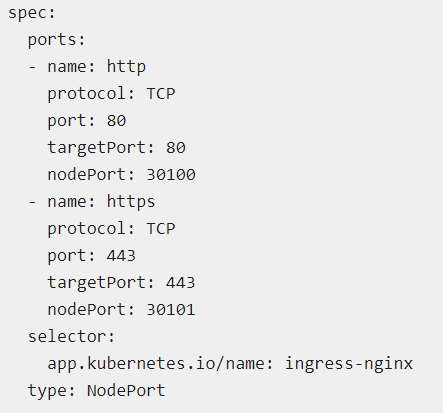 spec:
  ports:
  - name: http
    protocol: TCP
    port: 80
    targetPort: 80
    nodePort: 30100
  - name: https
    protocol: TCP
    port: 443
    targetPort: 443
    nodePort: 30101
  selector:
    app.kubernetes.io/name: ingress-nginx
  type: NodePort